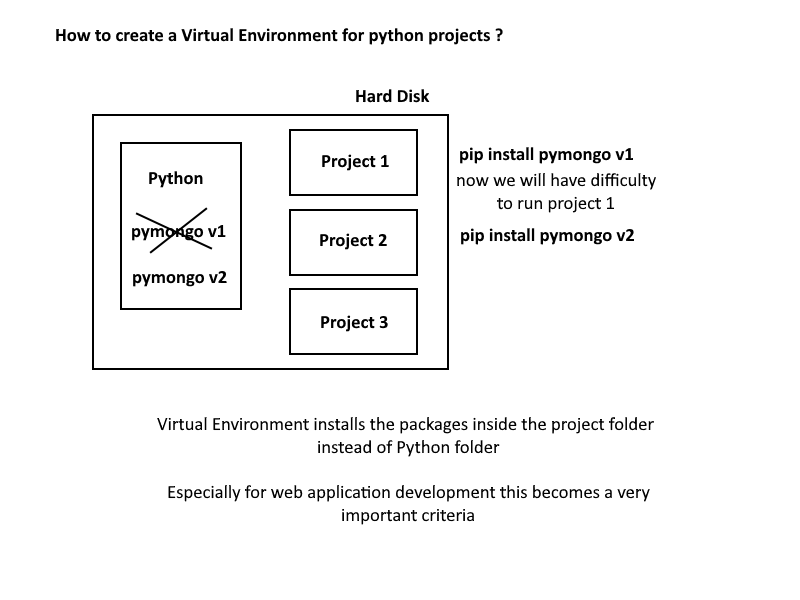 How to create a Virtual Environment for python projects ?
Hard Disk
Python
pymongo v1
pymongo v2
Project 1
Project 2
Project 3
pip install pymongo v1
now we will have difficulty
to run project 1
pip install pymongo v2
Virtual Environment installs the packages inside the project folder
instead of Python folder
Especially for web application development this becomes a very
important criteria